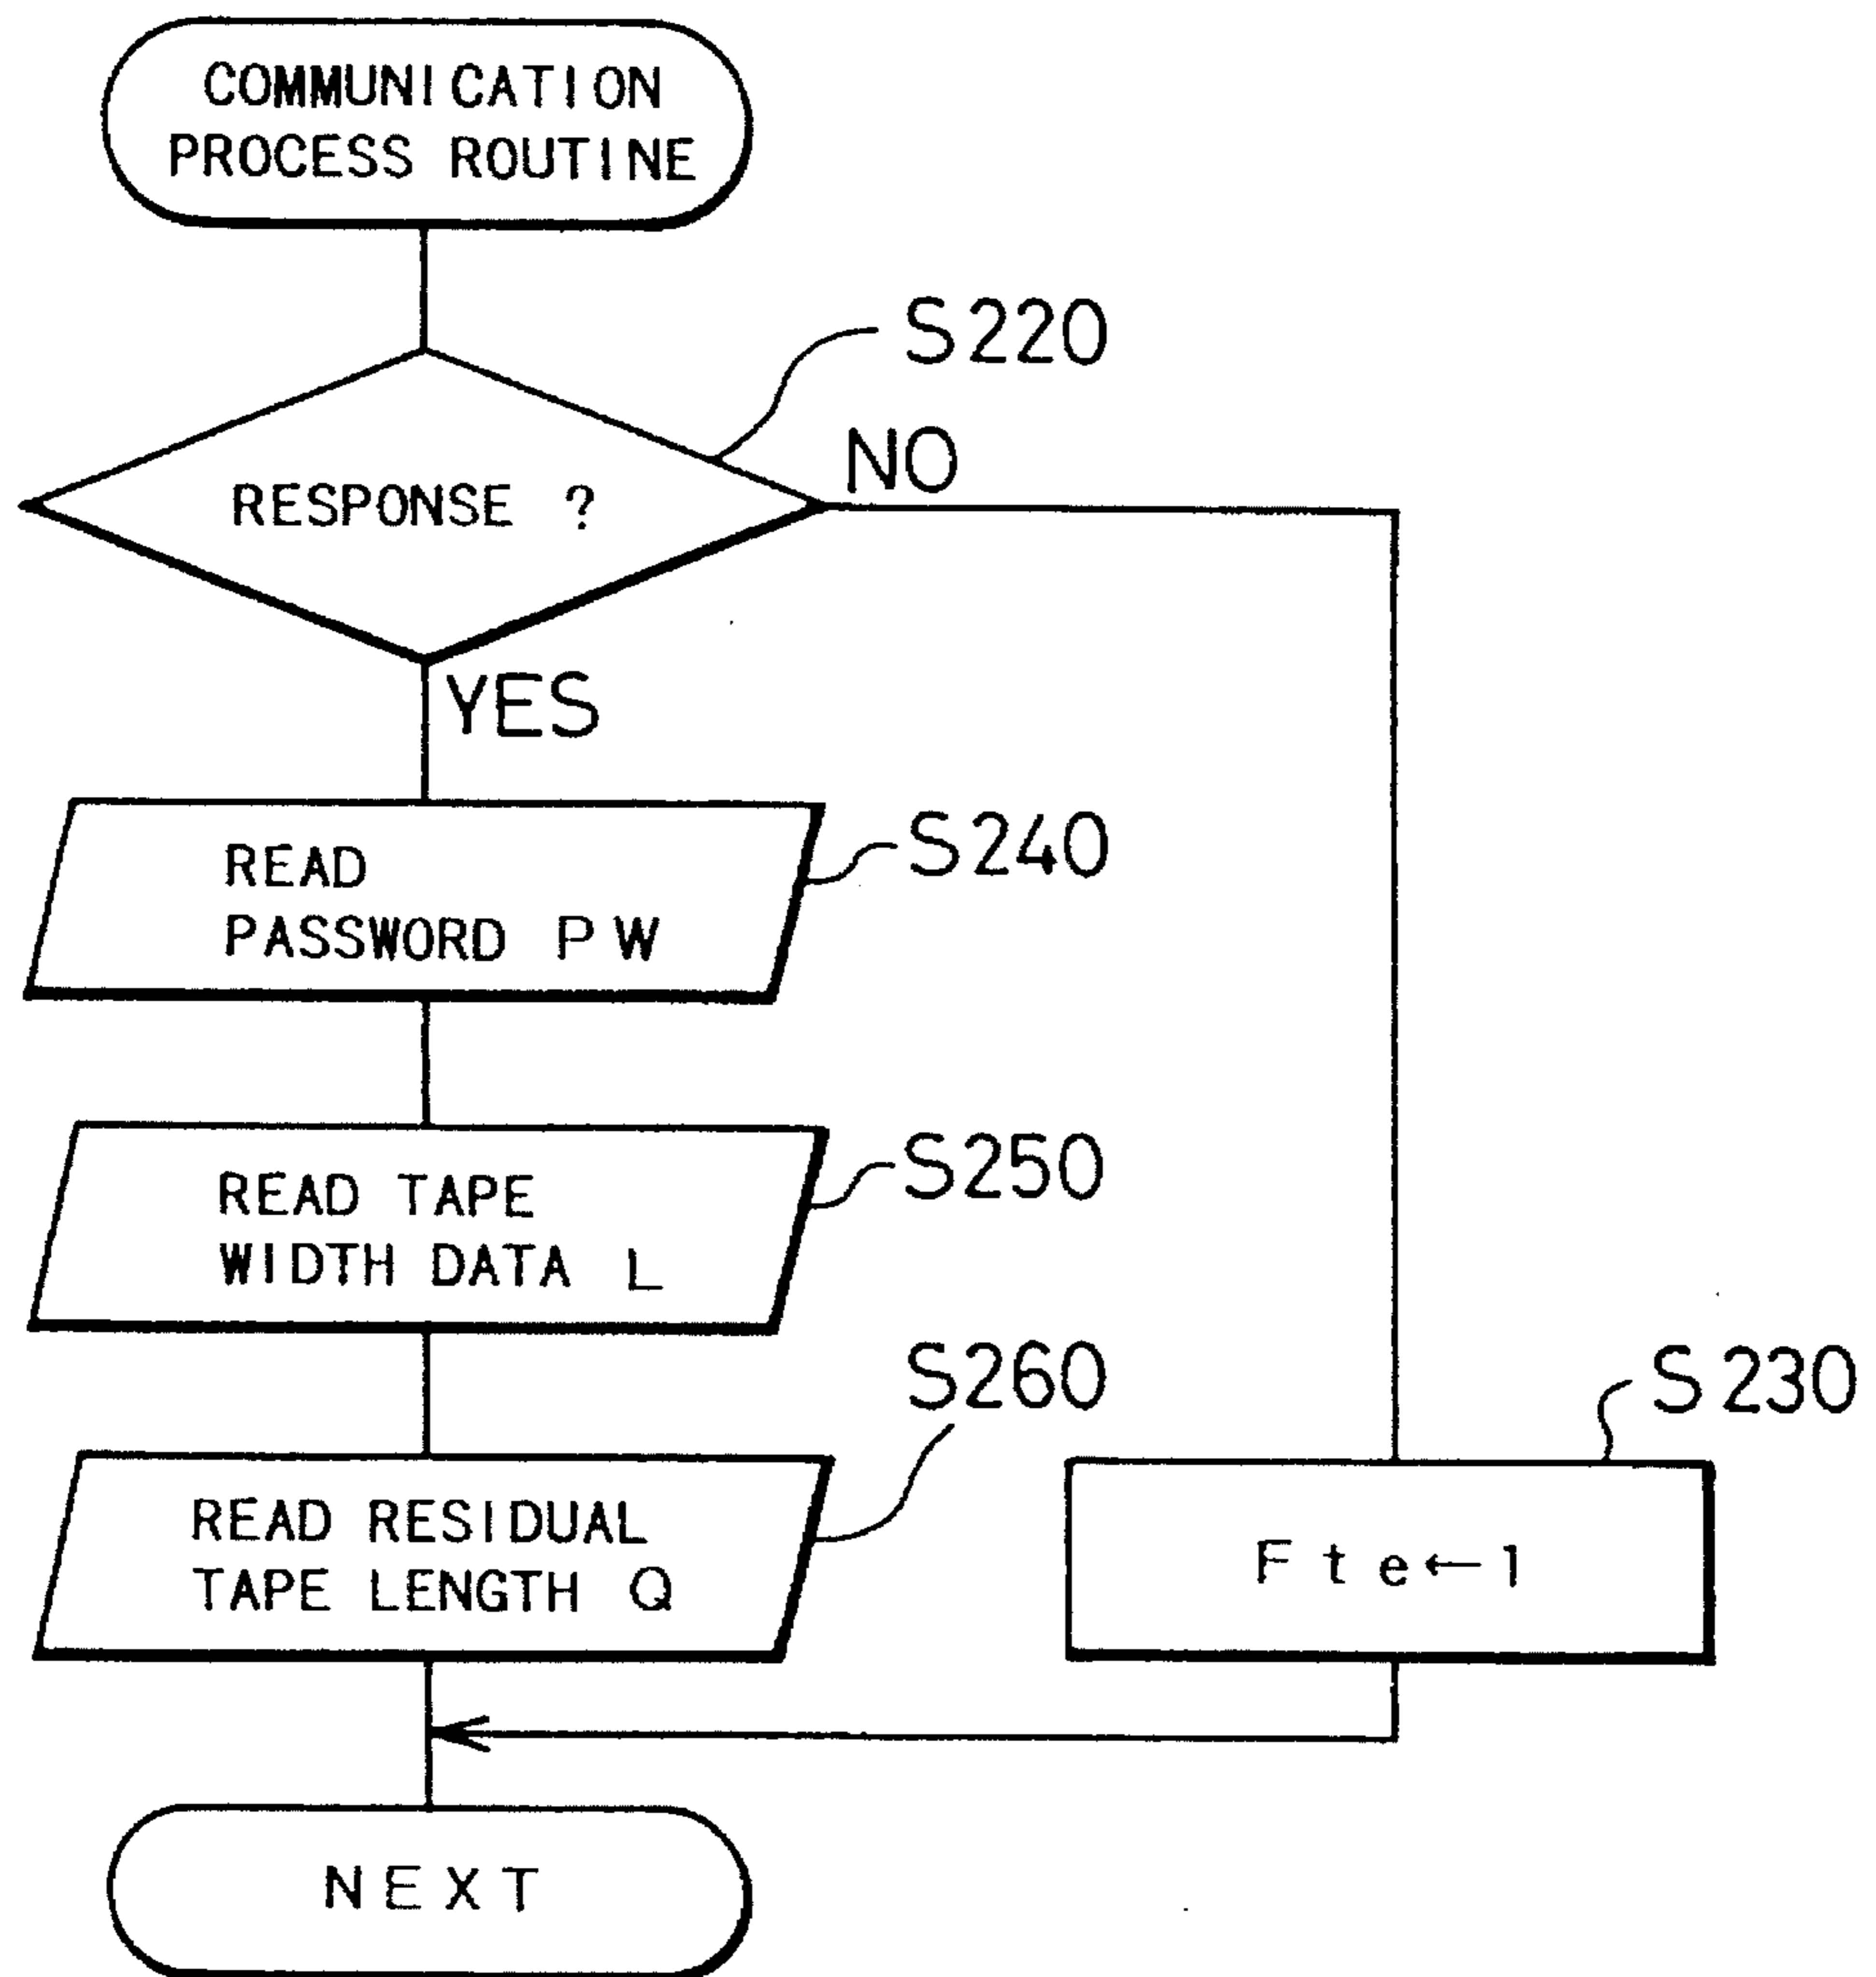 COMMUNICATION
PROCESS ROUTINE
S220
RESPONSE ?
NO
YES
READ
PASSWORD PW
S240
READ TAPE
WIDTH DATA L
S250
S260
READ RESIDUAL
TAPE LENGTH Q
S230
Fte←1
NEXT